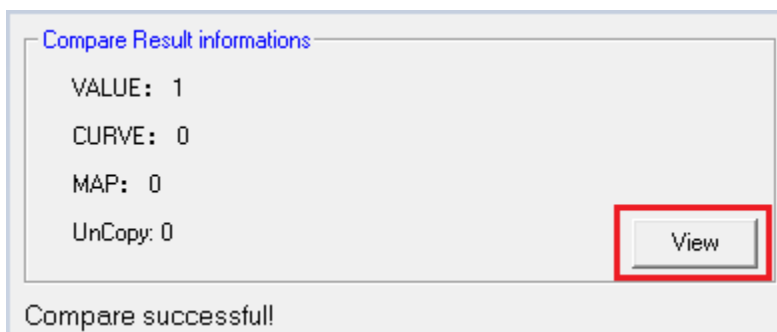 Compare Result informations
VALUE： 1
CURVE： 0
MAP： 0
UnCopy: 0
View
Compare successful!